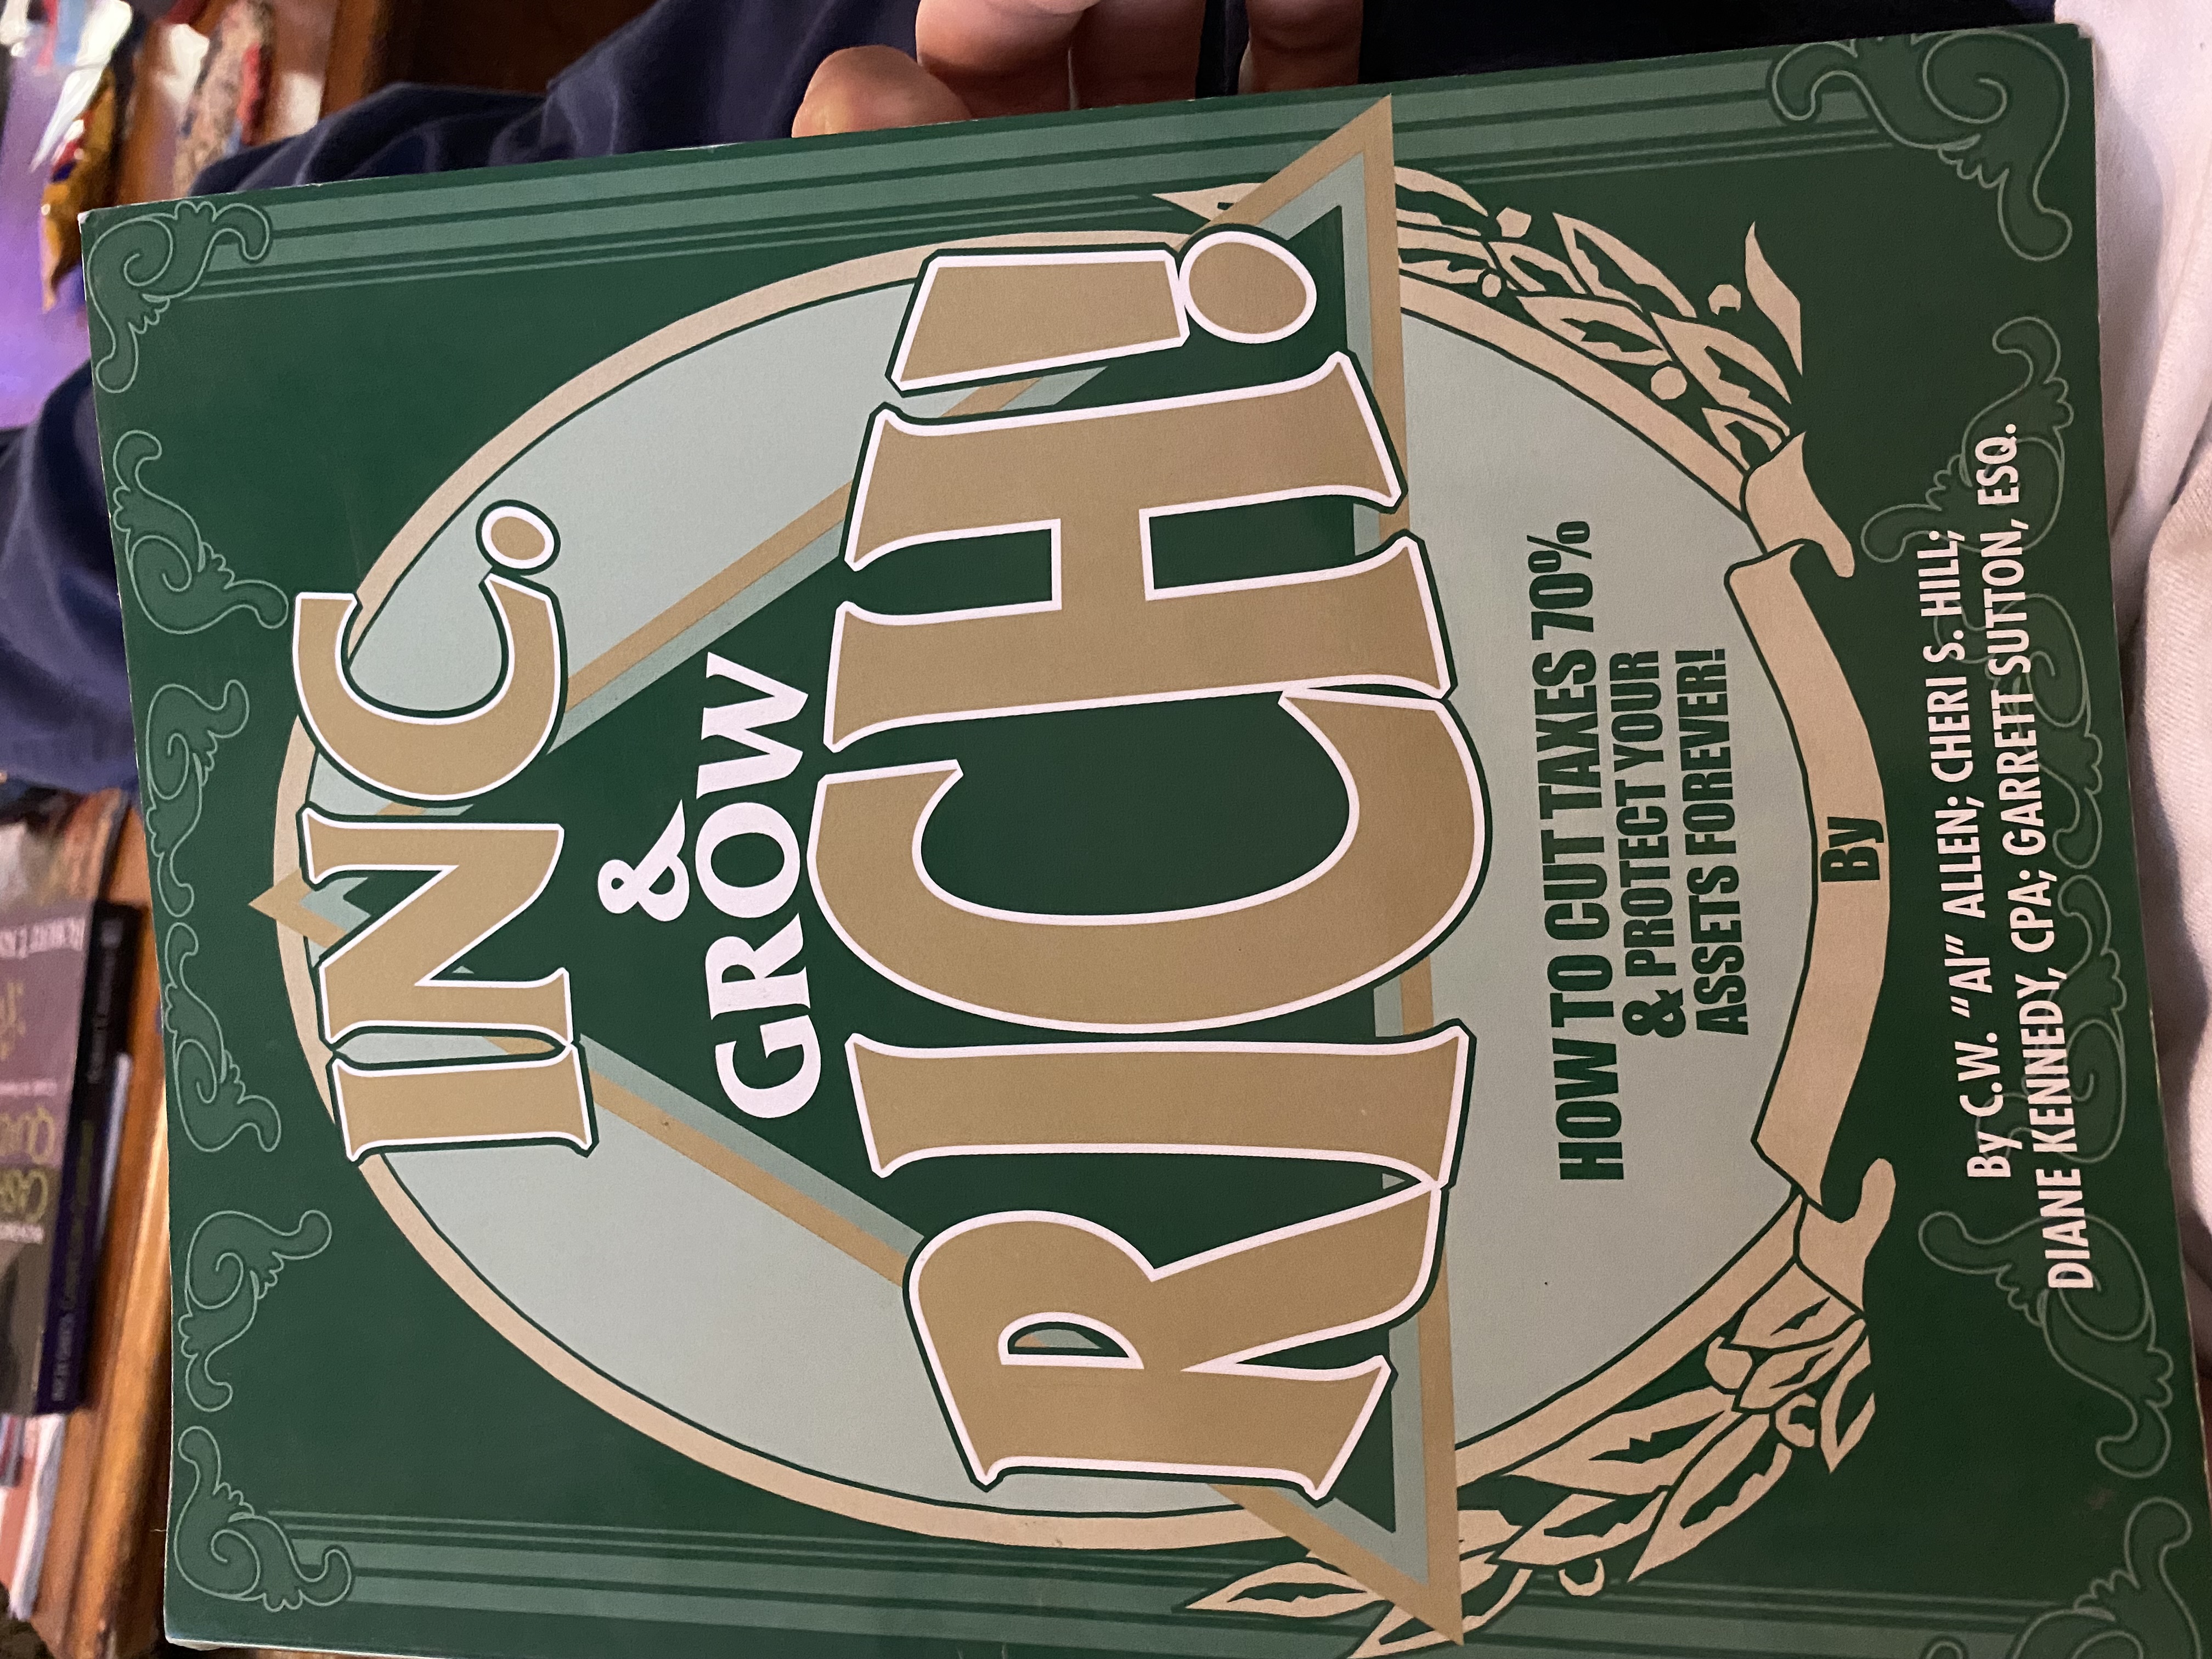 INC.
&
GROW
RICH!
HOW TO CUT TAXES 70%
& PROTECT YOUR
ASSETS FOREVER!
By
By C.W. "Al" ALLEN; CHERI S. HILL;
DIANE KENNEDY, CPA; GARRETT SUTTON, ESQ.